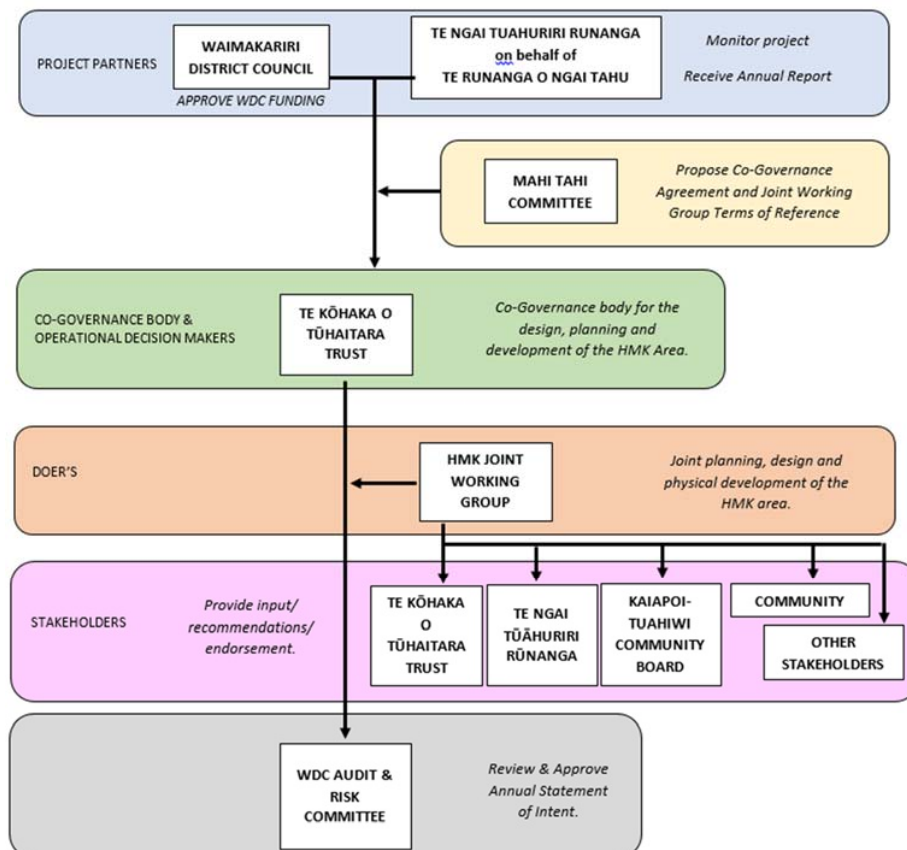 PROJECT PARTNERS
WAIMAKARIRI
DISTRICT COUNCIL
APPROVE WDC FUNDING
TE NGAI TUAHURIRI RUNANGA
on behalf of
TE RUNANGA O NGAI TAHU
Monitor project
Receive Annual Report
MAHI TAHI
COMMITTEE
Propose Co-Governance
Agreement and Joint Working
Group Terms of Reference
CO-GOVERNANCE BODY &
OPERATIONAL DECISION MAKERS
TE KŌHAKA O
TŪHAITARA
TRUST
Co-Governance body for the
design, planning and
development of the HMK Area.
DOER'S
HMK JOINT
WORKING
GROUP
Joint planning, design and
physical development of the
HMK area.
STAKEHOLDERS
Provide input/
recommendations/
endorsement.
TE KŌHAKA
O
TŪHAITARA
TRUST
TE NGAI
TŪĀHURIRI
RŪNANGA
KAIAPOI-
TUAHIWI
COMMUNITY
BOARD
COMMUNITY
OTHER
STAKEHOLDERS
WDC AUDIT &
RISK
COMMITTEE
Review & Approve
Annual Statement
of Intent.